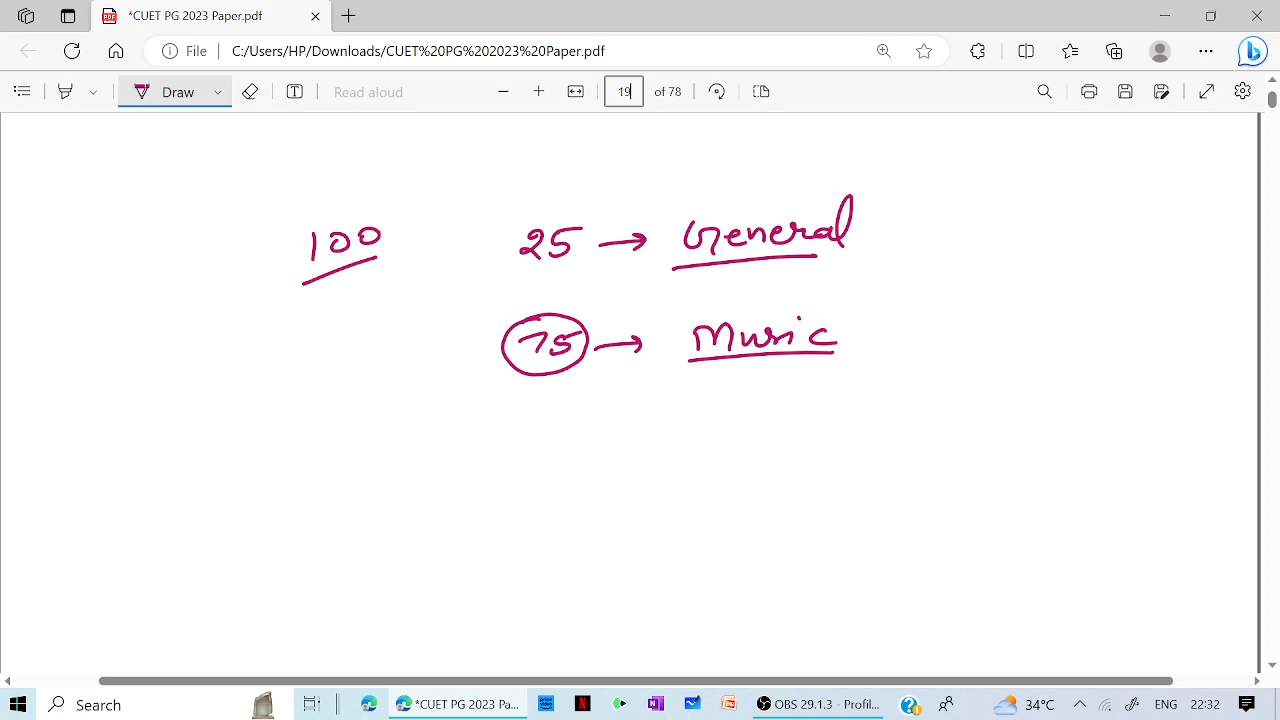 *CUET PG 2023 Paper.pdf
File C:/Users/HP/Downloads/CUET%20PG%202023%20Paper.pdf
Draw Read aloud 19 of 78
100 25 → General
75 → Music
Search *CUET PG 2023 Pa... OBS 29.1.3 - Profil... 34°C ENG 22:32